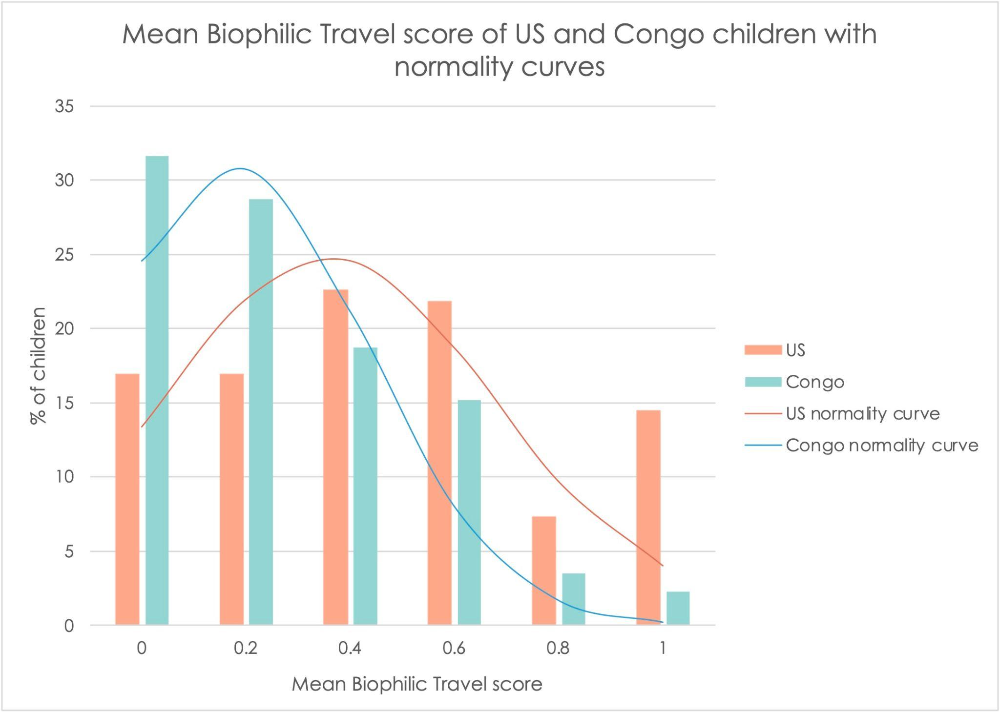 Mean Biophilic Travel score of US and Congo children with
normality curves
35
30
25
20
15
10
5
0
% of children
0 0.2 0.4 0.6 0.8 1
Mean Biophilic Travel score
US
Congo
US normality curve
Congo normality curve